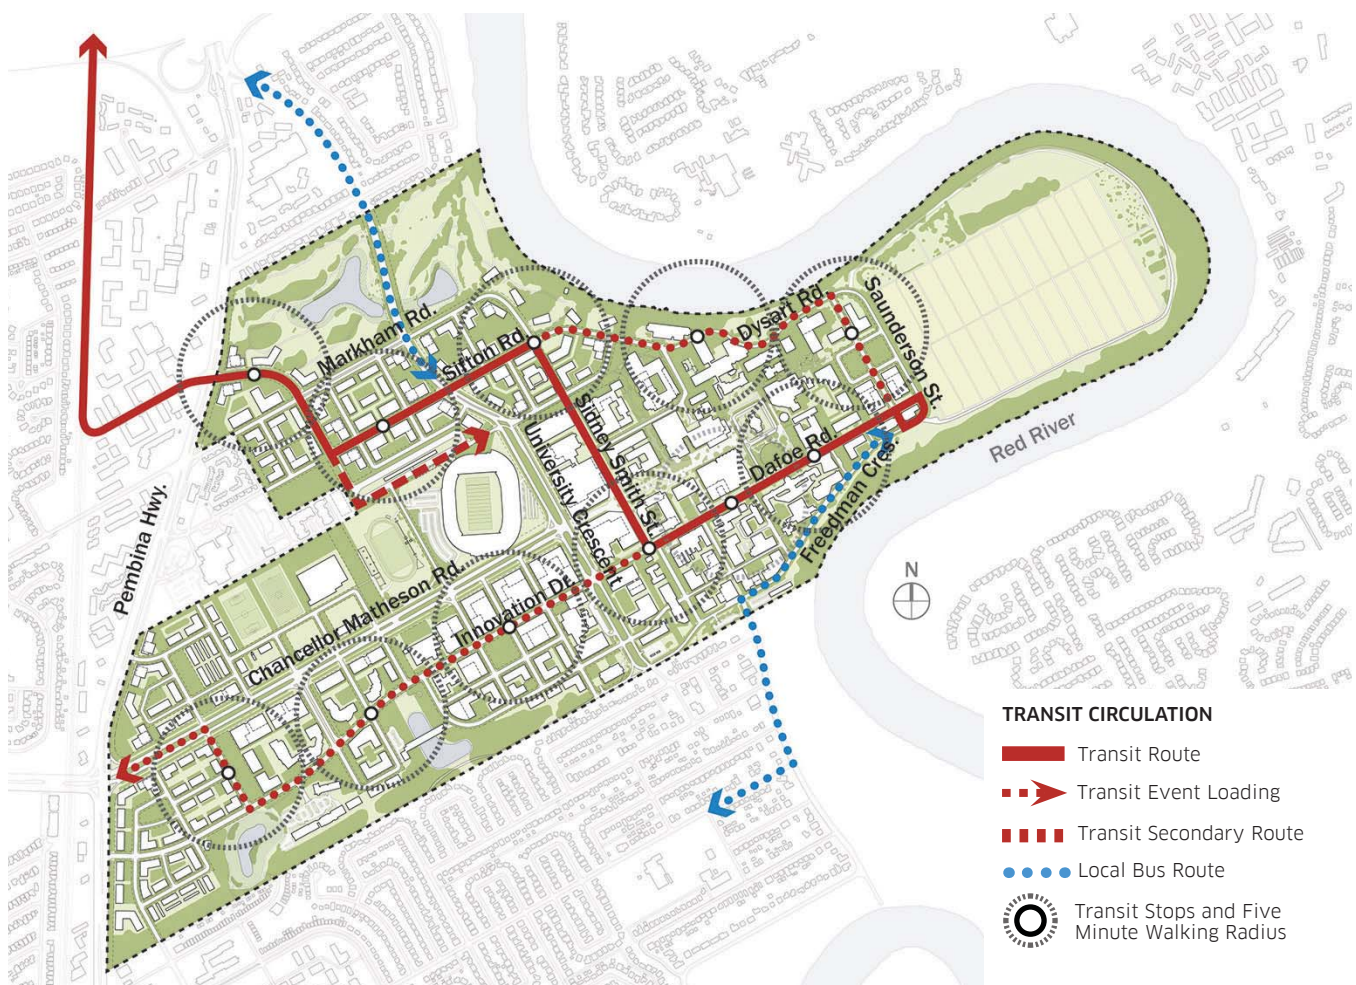 Markham Rd.
Sifton Rd.
Dysart Rd.
Saunderson St.
Sidney Smith St.
University Crescent
Dafoe Rd.
Freedman Cres.
Red River
Pembina Hwy.
Chancellor Matheson Rd.
Innovation Dr.
N
TRANSIT CIRCULATION
Transit Route
Transit Event Loading
Transit Secondary Route
Local Bus Route
Transit Stops and Five
Minute Walking Radius